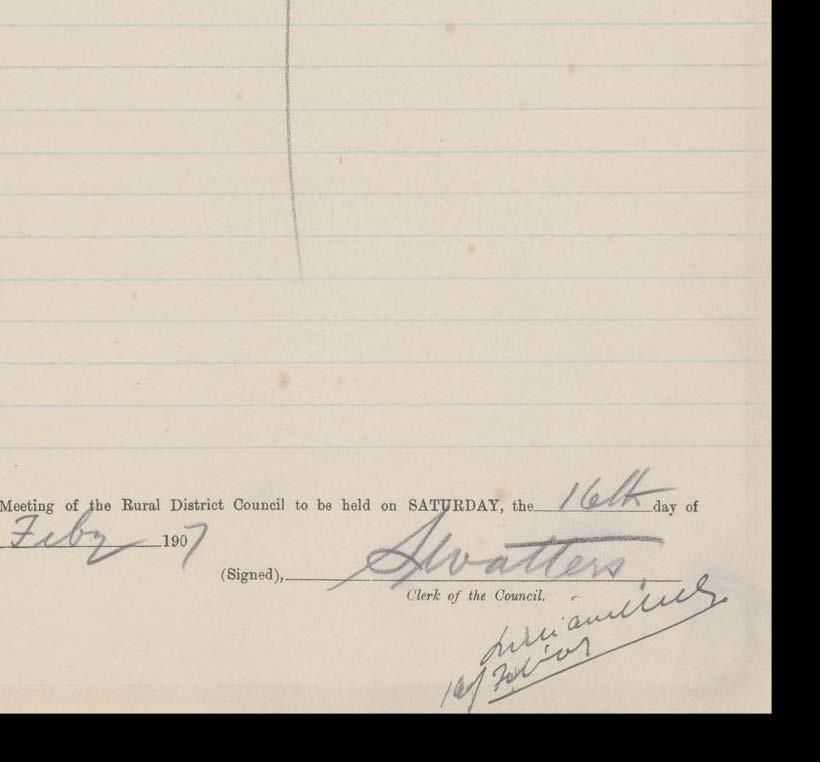 Meeting of the Rural District Council to be held on SATURDAY, the 16th day of
Feby 1907
(Signed), Swatters
Clerk of the Council.